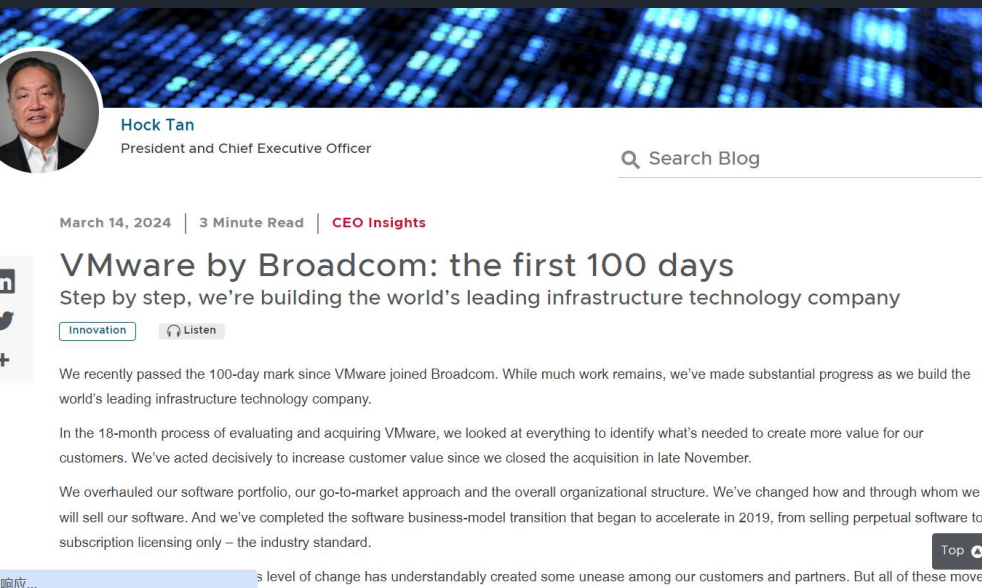 Hock Tan
President and Chief Executive Officer
Search Blog
March 14, 2024 | 3 Minute Read | CEO Insights
VMware by Broadcom: the first 100 days
Step by step, we’re building the world’s leading infrastructure technology company
Innovation Listen
We recently passed the 100-day mark since VMware joined Broadcom. While much work remains, we’ve made substantial progress as we build the
world’s leading infrastructure technology company.
In the 18-month process of evaluating and acquiring VMware, we looked at everything to identify what’s needed to create more value for our
customers. We’ve acted decisively to increase customer value since we closed the acquisition in late November.
We overhauled our software portfolio, our go-to-market approach and the overall organizational structure. We’ve changed how and through whom we
will sell our software. And we’ve completed the software business-model transition that began to accelerate in 2019, from selling perpetual software to
subscription licensing only – the industry standard.
Top
level of change has understandably created some unease among our customers and partners. But all of these move
响应...